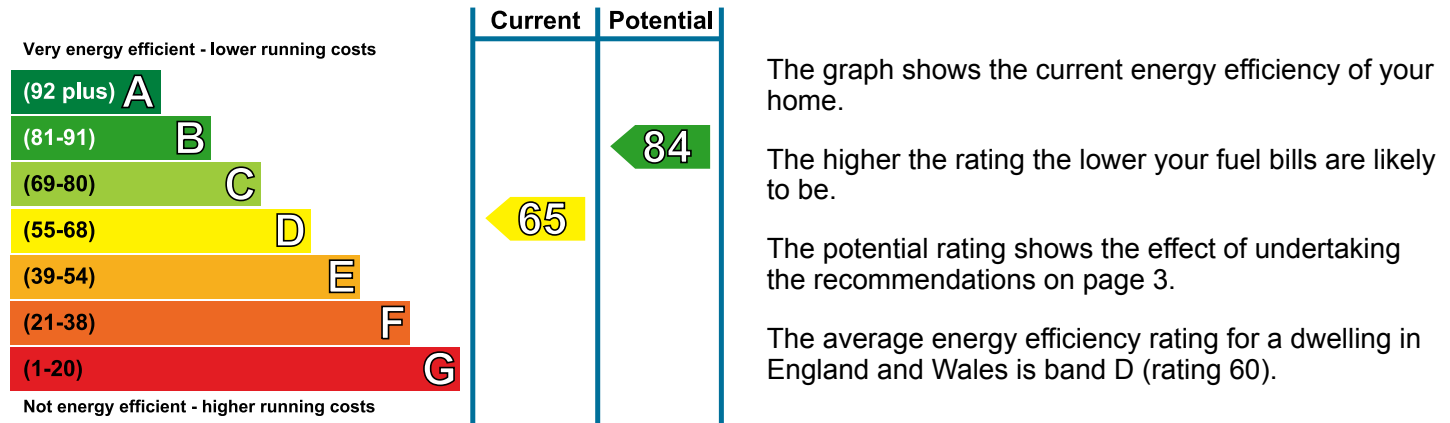 Current Potential
Very energy efficient - lower running costs
(92 plus) A
(81-91) B
84
(69-80) C
65
(55-68) D
(39-54) E
(21-38) F
(1-20) G
Not energy efficient - higher running costs
The graph shows the current energy efficiency of your
home.
The higher the rating the lower your fuel bills are likely
to be.
The potential rating shows the effect of undertaking
the recommendations on page 3.
The average energy efficiency rating for a dwelling in
England and Wales is band D (rating 60).